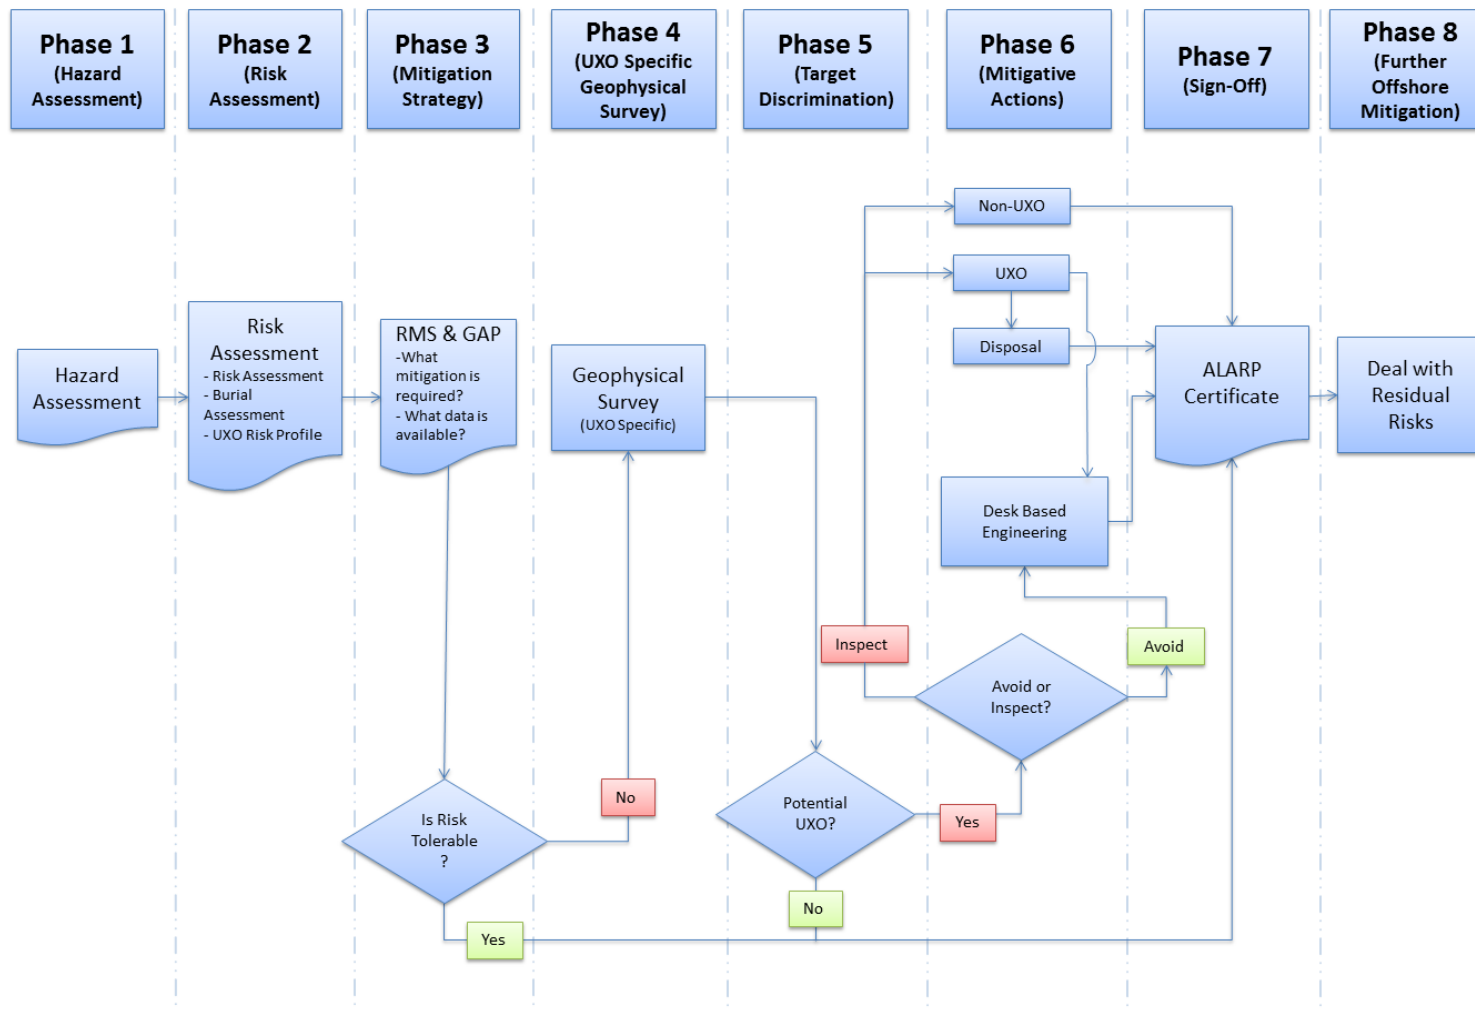 Phase 1
(Hazard
Assessment)
Phase 2
(Risk
Assessment)
Phase 3
(Mitigation
Strategy)
Phase 4
(UXO Specific
Geophysical
Survey)
Phase 5
(Target
Discrimination)
Phase 6
(Mitigative
Actions)
Phase 7
(Sign-Off)
Phase 8
(Further
Offshore
Mitigation)
Hazard
Assessment
Risk
Assessment
- Risk Assessment
- Burial
Assessment
- UXO Risk Profile
RMS & GAP
-What
mitigation is
required?
- What data is
available?
Is Risk
Tolerable
?
No
Yes
Geophysical
Survey
(UXO Specific)
Potential
UXO?
No
Yes
Avoid or
Inspect?
Inspect
Avoid
Non-UXO
UXO
Disposal
Desk Based
Engineering
ALARP
Certificate
Deal with
Residual
Risks